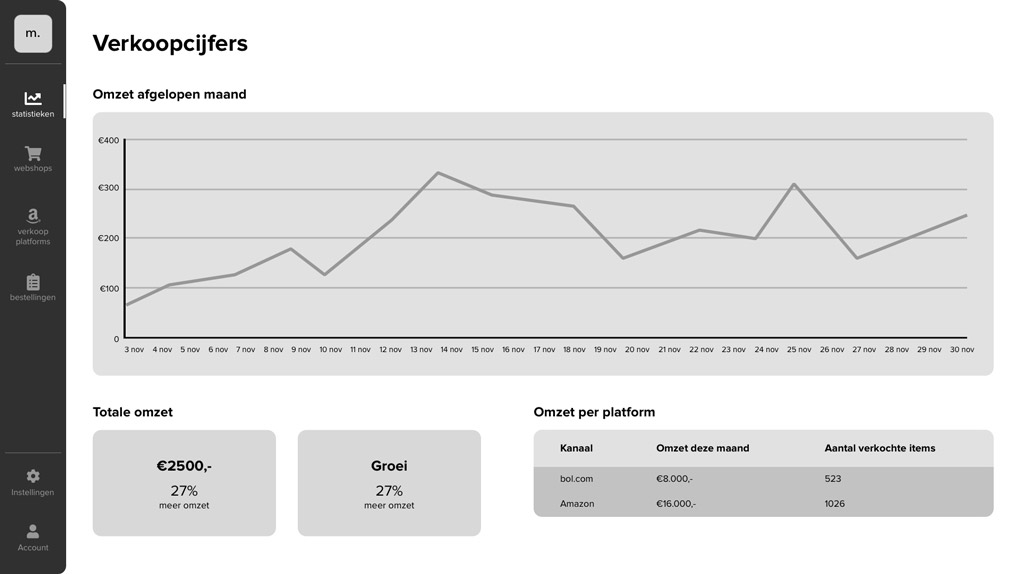 m.
statistieken
webshops
verkoop
platforms
bestellingen
Instellingen
Account
Verkoopcijfers
Omzet afgelopen maand
€400
€300
€200
€100
0
3 nov 4 nov 5 nov 6 nov 7 nov 8 nov 9 nov 10 nov 11 nov 12 nov 13 nov 14 nov 15 nov 16 nov 17 nov 18 nov 19 nov 20 nov 21 nov 22 nov 23 nov 24 nov 25 nov 26 nov 27 nov 28 nov 29 nov 30 nov
Totale omzet
€2500,-
27%
meer omzet
Groei
27%
meer omzet
Omzet per platform
Kanaal Omzet deze maand Aantal verkochte items
bol.com €8.000,- 523
Amazon €16.000,- 1026